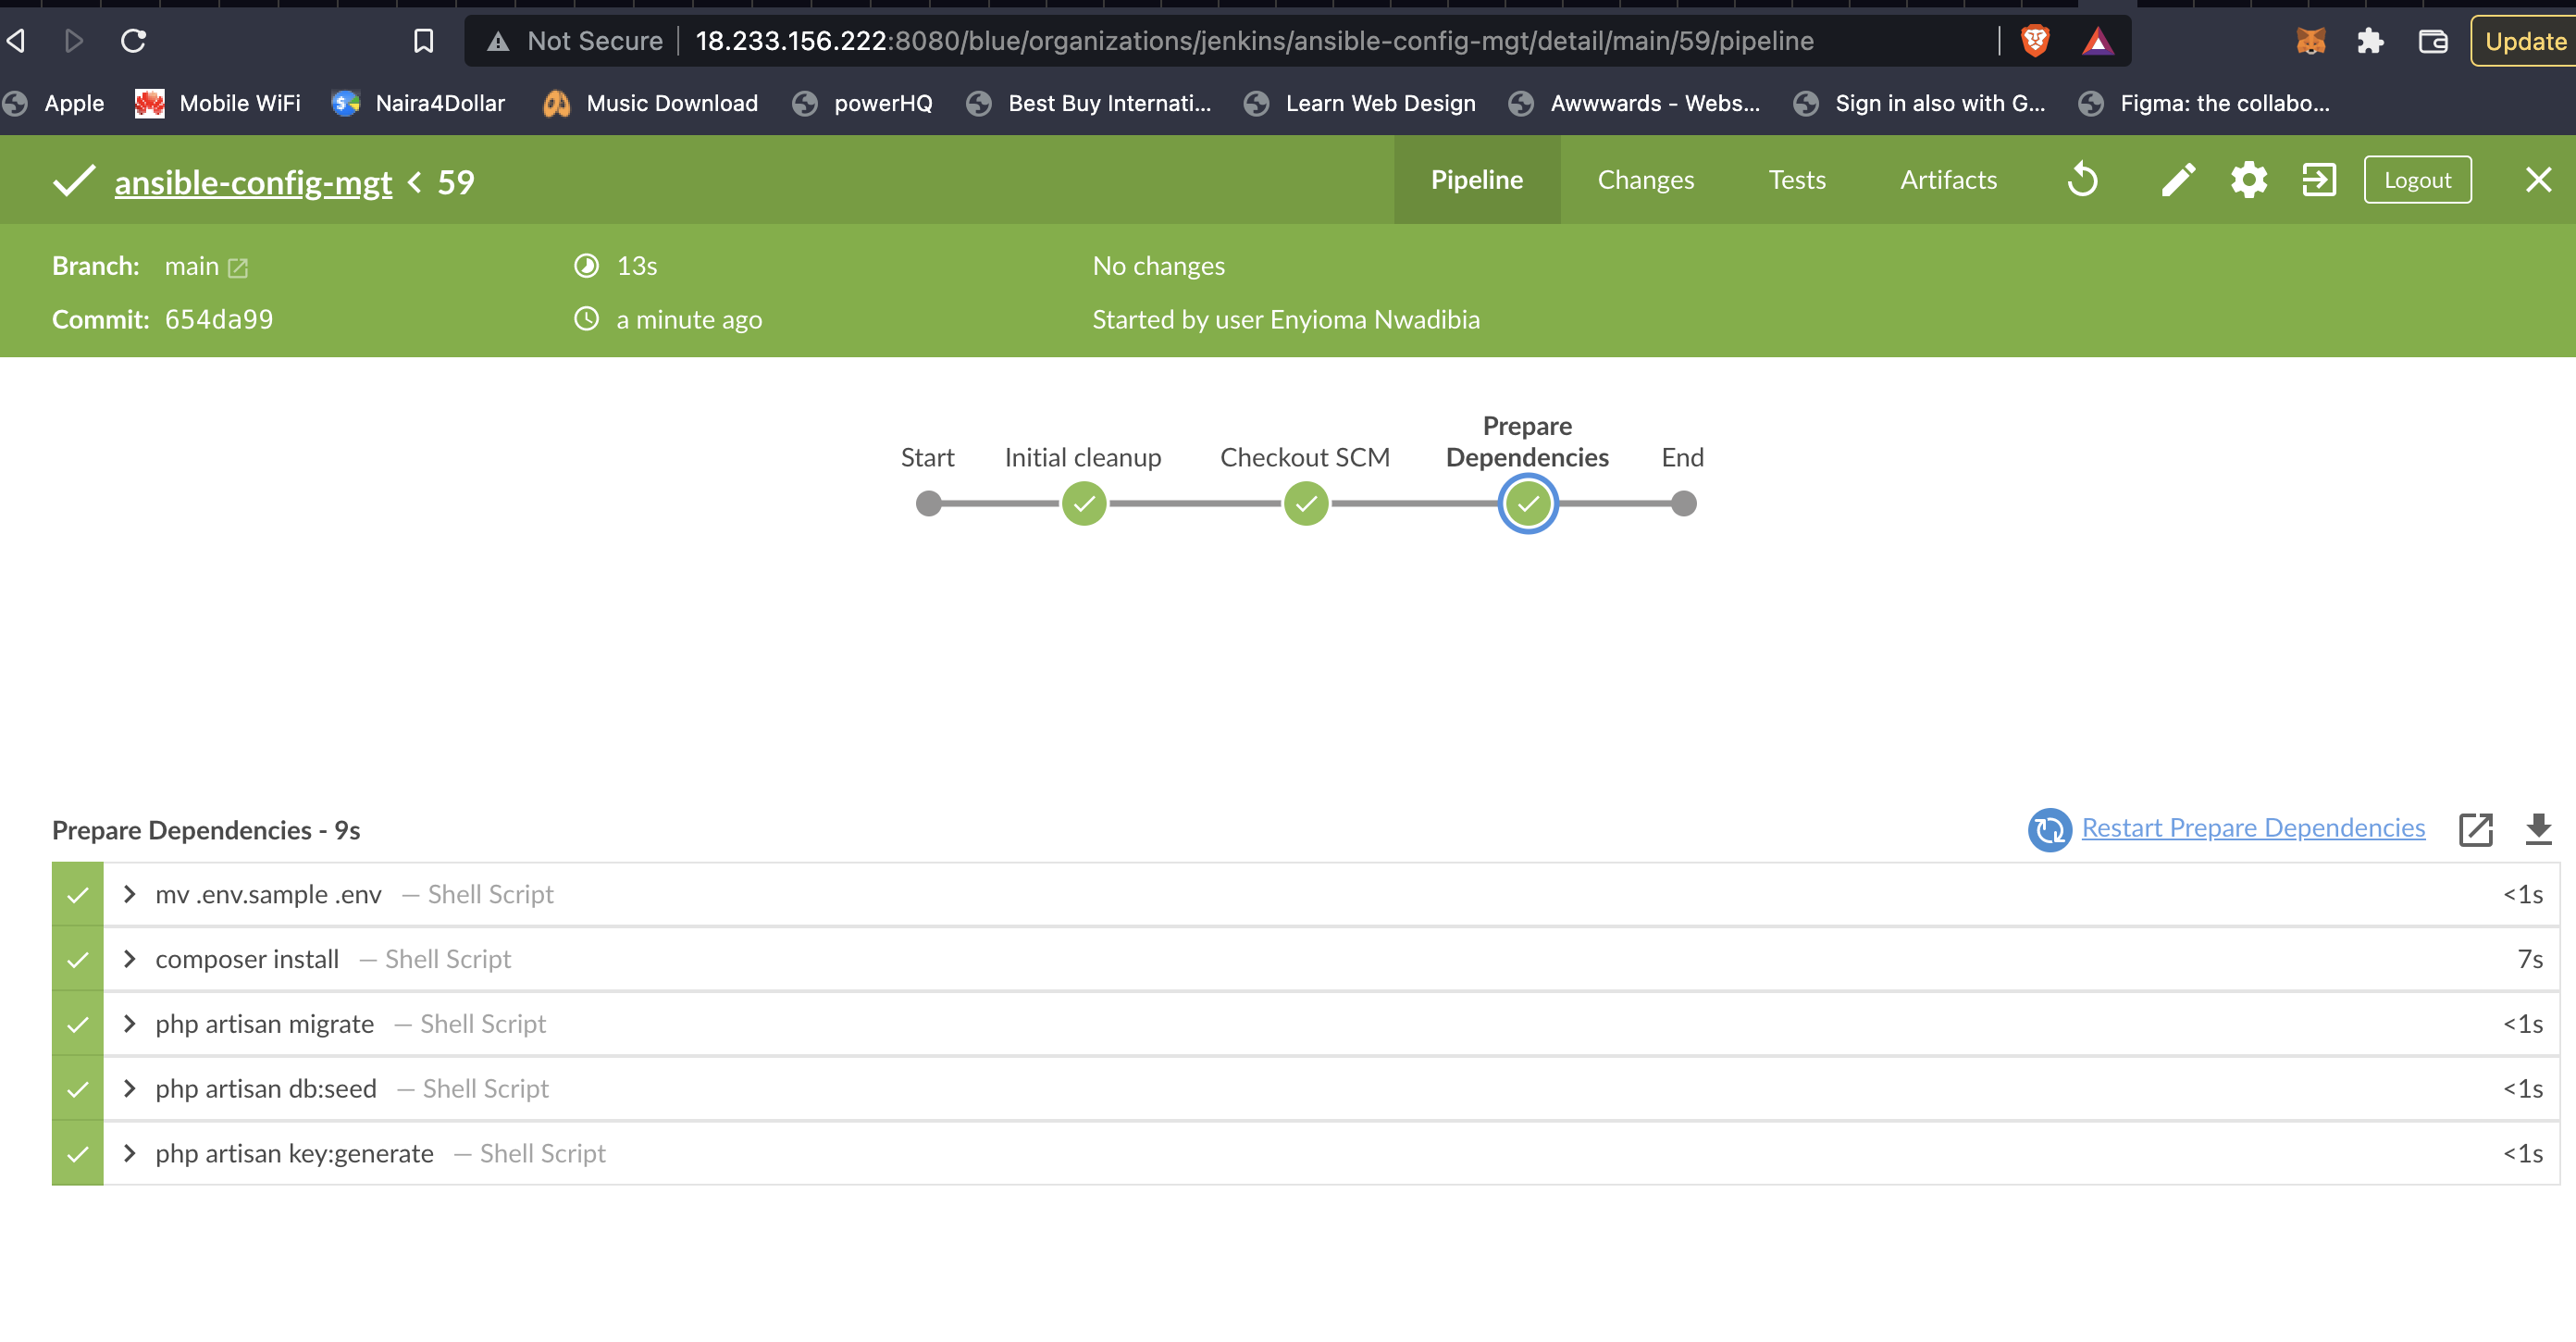 Not Secure 18.233.156.222:8080/blue/organizations/jenkins/ansible-config-mgt/detail/main/59/pipeline Update
Apple Mobile WiFi Naira4Dollar Music Download powerHQ Best Buy Internati... Learn Web Design Awwwards - Webs... Sign in also with G... Figma: the collabo...
ansible-config-mgt < 59 Pipeline Changes Tests Artifacts Logout
Branch: main 13s No changes
Commit: 654da99 a minute ago Started by user Enyioma Nwadibia
Start Initial cleanup Checkout SCM Prepare Dependencies End
Prepare Dependencies - 9s Restart Prepare Dependencies
mv .env.sample .env — Shell Script <1s
composer install — Shell Script 7s
php artisan migrate — Shell Script <1s
php artisan db:seed — Shell Script <1s
php artisan key:generate — Shell Script <1s